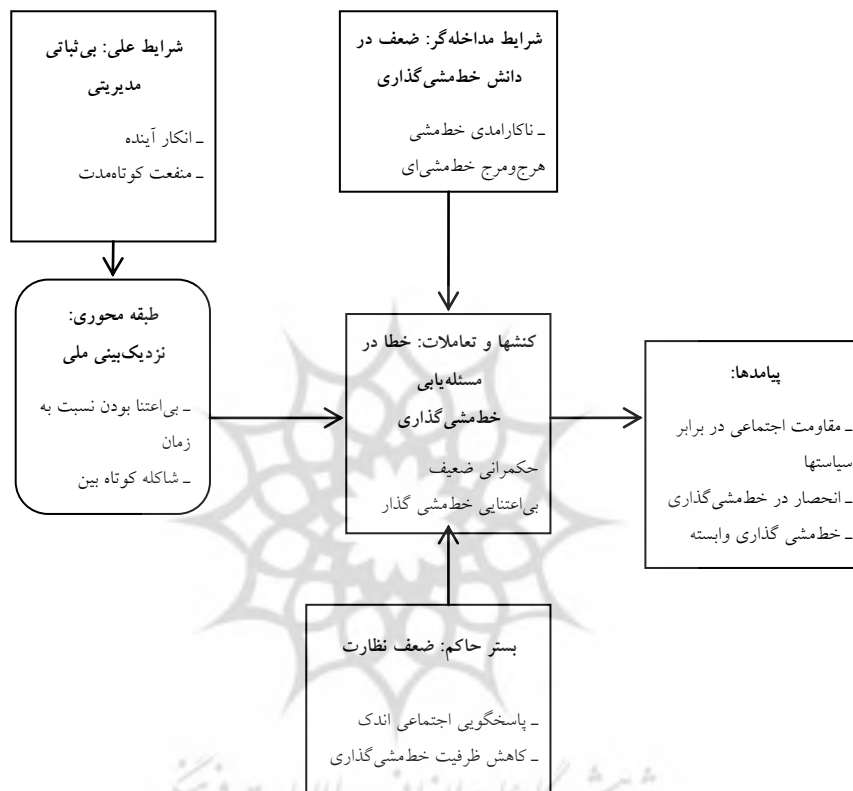 شرایط علی: بی‌ثباتی
مدیریتی
ـ انکار آینده
ـ منفعت کوتاه‌مدت
شرایط مداخله‌گر: ضعف در
دانش خط‌مشی‌گذاری
ـ ناکارامدی خط‌مشی
هرج‌ومرج خط‌مشی‌ای
طبقه محوری:
نزدیک‌بینی ملی
ـ بی‌اعتنا بودن نسبت به
زمان
ـ شاکله کوتاه بین
کنشها و تعاملات: خطا در
مسئله‌یابی
خط‌مشی‌گذاری
حکمرانی ضعیف
بی‌اعتنایی خط‌مشی گذار
پیامدها:
ـ مقاومت اجتماعی در برابر
سیاستها
ـ انحصار در خط‌مشی‌گذاری
ـ خط‌مشی گذاری وابسته
بستر حاکم: ضعف نظارت
ـ پاسخگویی اجتماعی اندک
ـ کاهش ظرفیت خط‌مشی‌گذاری